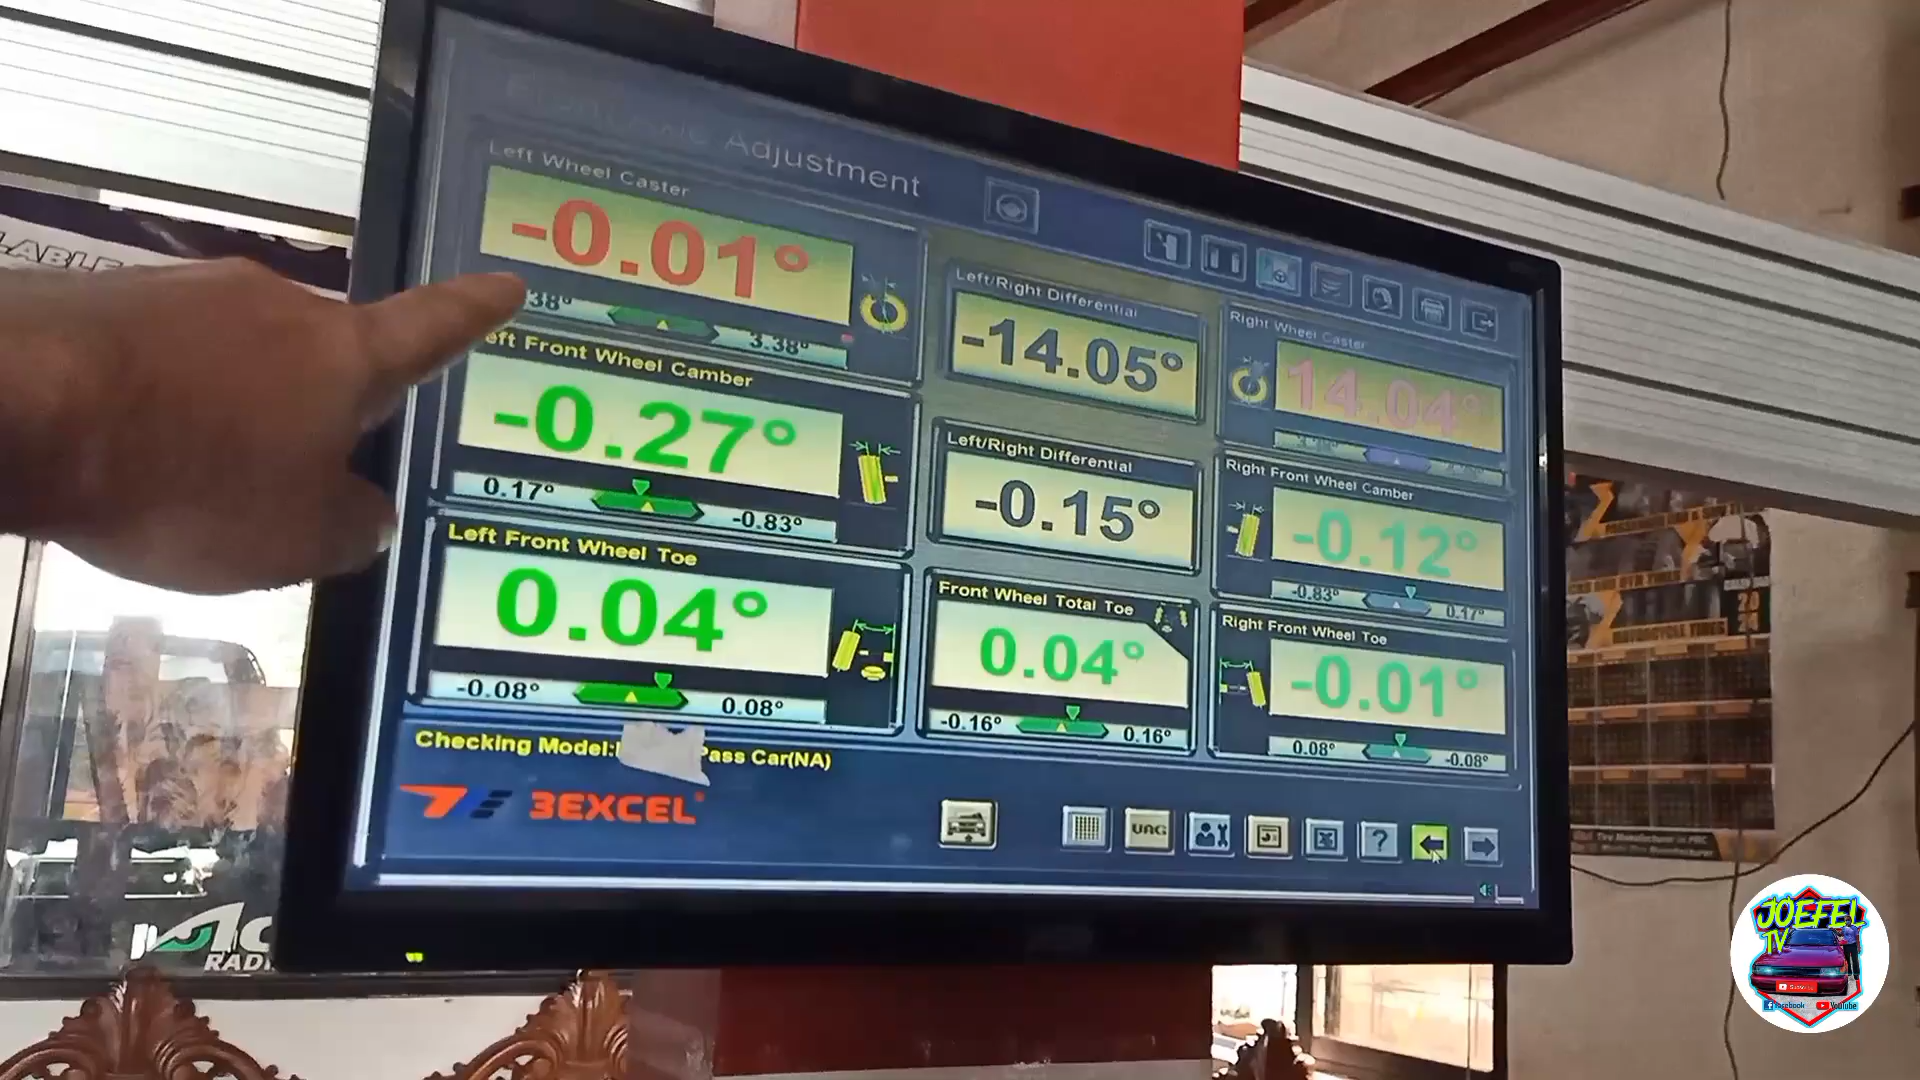 Adjustment
Left Wheel Caster
-0.01°
3.38°
Left/Right Differential
-14.05°
Right Wheel Caster
14.04°
Left Front Wheel Camber
-0.27°
0.17°
-0.83°
Left/Right Differential
-0.15°
Right Front Wheel Camber
-0.12°
-0.83°
0.17°
Left Front Wheel Toe
0.04°
-0.08°
0.08°
Front Wheel Total Toe
0.04°
-0.16°
0.16°
Right Front Wheel Toe
-0.01°
0.08°
-0.08°
Checking Model:
Pass Car(NA)
3EXCEL
UAG
?
JOEFEL
TV
Facebook
YouTube